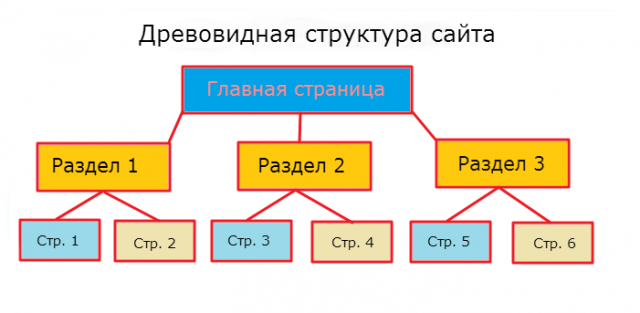 Древовидная структура сайта
Главная страница
Раздел 1
Раздел 2
Раздел 3
Стр. 1
Стр. 2
Стр. 3
Стр. 4
Стр. 5
Стр. 6